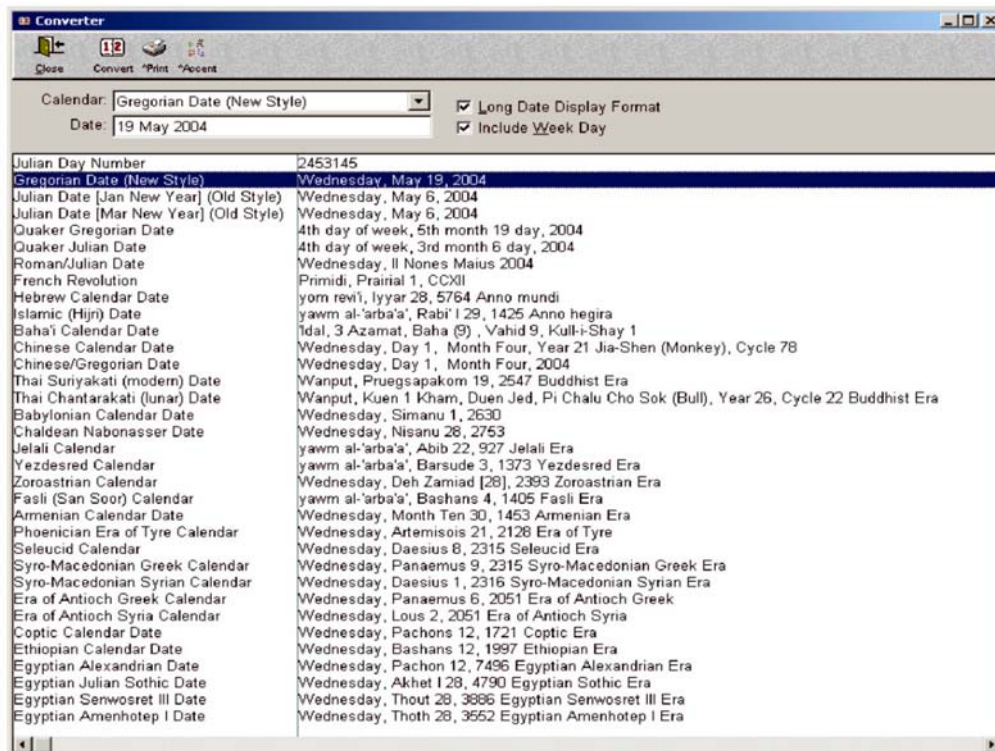 Converter
Close Convert ^Print ^Accent
Calendar: Gregorian Date (New Style)
Long Date Display Format
Date: 19 May 2004
Include Week Day
Julian Day Number 2453145
Gregorian Date (New Style) Wednesday, May 19, 2004
Julian Date [Jan New Year] (Old Style) Wednesday, May 6, 2004
Julian Date [Mar New Year] (Old Style) Wednesday, May 6, 2004
Quaker Gregorian Date 4th day of week, 5th month 19 day, 2004
Quaker Julian Date 4th day of week, 3rd month 6 day, 2004
Roman/Julian Date Wednesday, II Nones Maius 2004
French Revolution Primidi, Prairial 1, CCXII
Hebrew Calendar Date yom revi'i, Iyyar 28, 5764 Anno mundi
Islamic (Hijri) Date yawm al-'arba'a', Rabi' I 29, 1425 Anno hegira
Baha'i Calendar Date 'Idal, 3 Azamat, Baha (9) , Vahid 9, Kull-i-Shay 1
Chinese Calendar Date Wednesday, Day 1, Month Four, Year 21 Jia-Shen (Monkey), Cycle 78
Chinese/Gregorian Date Wednesday, Day 1, Month Four, 2004
Thai Suriyakati (modern) Date Wanput, Pruegsapakom 19, 2547 Buddhist Era
Thai Chantarakati (lunar) Date Wanput, Kuen 1 Kham, Duen Jed, Pi Chalu Cho Sok (Bull), Year 26, Cycle 22 Buddhist Era
Babylonian Calendar Date Wednesday, Simanu 1, 2630
Chaldean Nabonasser Date Wednesday, Nisanu 28, 2753
Jelali Calendar yawm al-'arba'a', Abib 22, 927 Jelali Era
Yezdesred Calendar yawm al-'arba'a', Barsude 3, 1373 Yezdesred Era
Zoroastrian Calendar Wednesday, Deh Zamiad [28], 2393 Zoroastrian Era
Fasli (San Soor) Calendar yawm al-'arba'a', Bashans 4, 1405 Fasli Era
Armenian Calendar Date Wednesday, Month Ten 30, 1453 Armenian Era
Phoenician Era of Tyre Calendar Wednesday, Artemisois 21, 2128 Era of Tyre
Seleucid Calendar Wednesday, Daesius 8, 2315 Seleucid Era
Syro-Macedonian Greek Calendar Wednesday, Panaemus 9, 2315 Syro-Macedonian Greek Era
Syro-Macedonian Syrian Calendar Wednesday, Daesius 1, 2316 Syro-Macedonian Syrian Era
Era of Antioch Greek Calendar Wednesday, Panaemus 6, 2051 Era of Antioch Greek
Era of Antioch Syria Calendar Wednesday, Lous 2, 2051 Era of Antioch Syria
Coptic Calendar Date Wednesday, Pachons 12, 1721 Coptic Era
Ethiopian Calendar Date Wednesday, Bashans 12, 1997 Ethiopian Era
Egyptian Alexandrian Date Wednesday, Pachon 12, 7496 Egyptian Alexandrian Era
Egyptian Julian Sothic Date Wednesday, Akhet I 28, 4790 Egyptian Sothic Era
Egyptian Senwosret III Date Wednesday, Thout 28, 3886 Egyptian Senwosret III Era
Egyptian Amenhotep I Date Wednesday, Thoth 28, 3552 Egyptian Amenhotep I Era